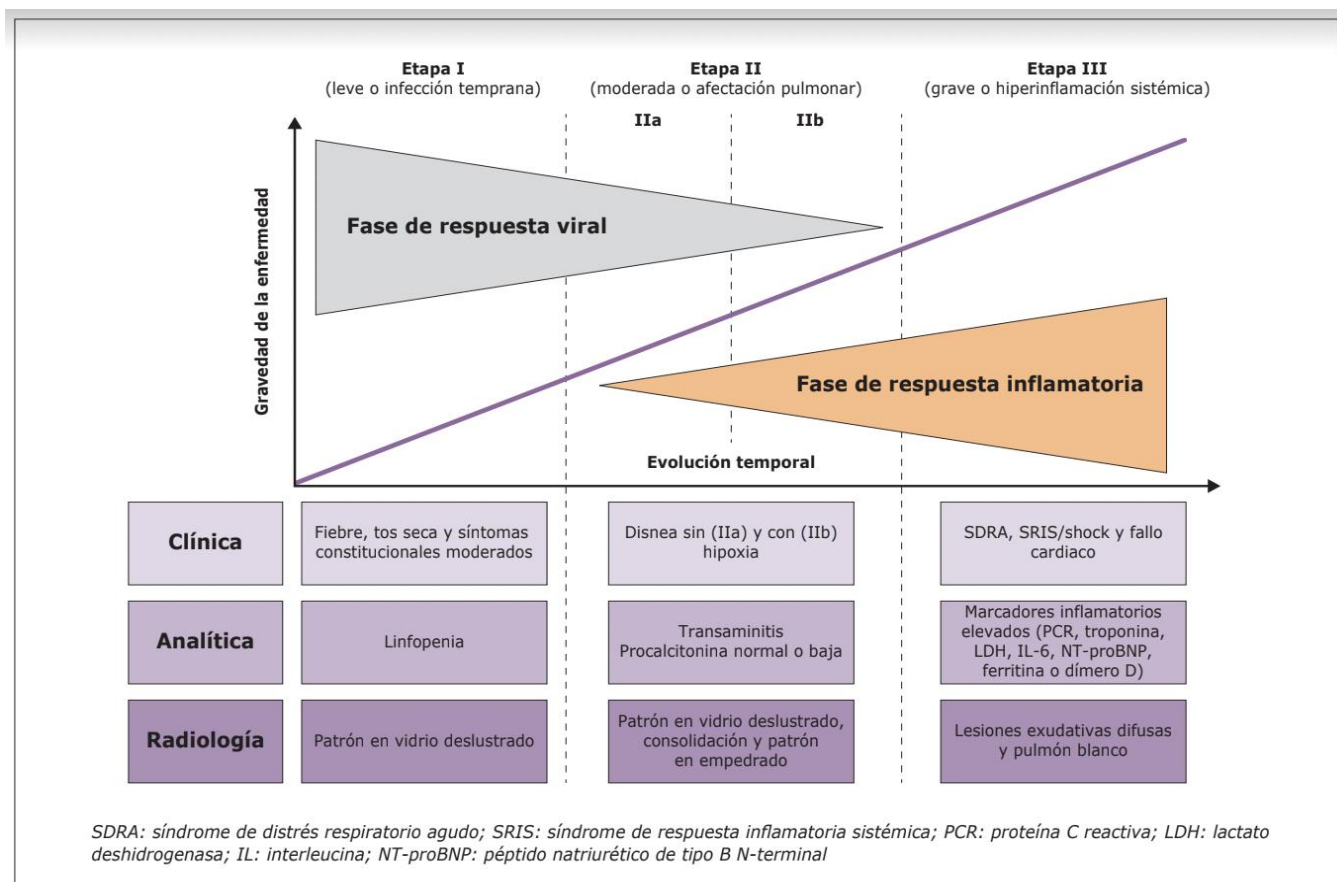 Etapa I
(leve o infección temprana)
Etapa II
(moderada o afectación pulmonar)
Etapa III
(grave o hiperinflamación sistémica)
IIa
IIb
Gravedad de la enfermedad
Fase de respuesta viral
Fase de respuesta inflamatoria
Evolución temporal
Clínica
Fiebre, tos seca y síntomas
constitucionales moderados
Disnea sin (IIa) y con (IIb)
hipoxia
SDRA, SRIS/shock y fallo
cardiaco
Analítica
Linfopenia
Transaminitis
Procalcitonina normal o baja
Marcadores inflamatorios
elevados (PCR, troponina,
LDH, IL-6, NT-proBNP,
ferritina o dímero D)
Radiología
Patrón en vidrio deslustrado
Patrón en vidrio deslustrado,
consolidación y patrón
en empedrado
Lesiones exudativas difusas
y pulmón blanco
SDRA: síndrome de distrés respiratorio agudo; SRIS: síndrome de respuesta inflamatoria sistémica; PCR: proteína C reactiva; LDH: lactato
deshidrogenasa; IL: interleucina; NT-proBNP: péptido natriurético de tipo B N-terminal